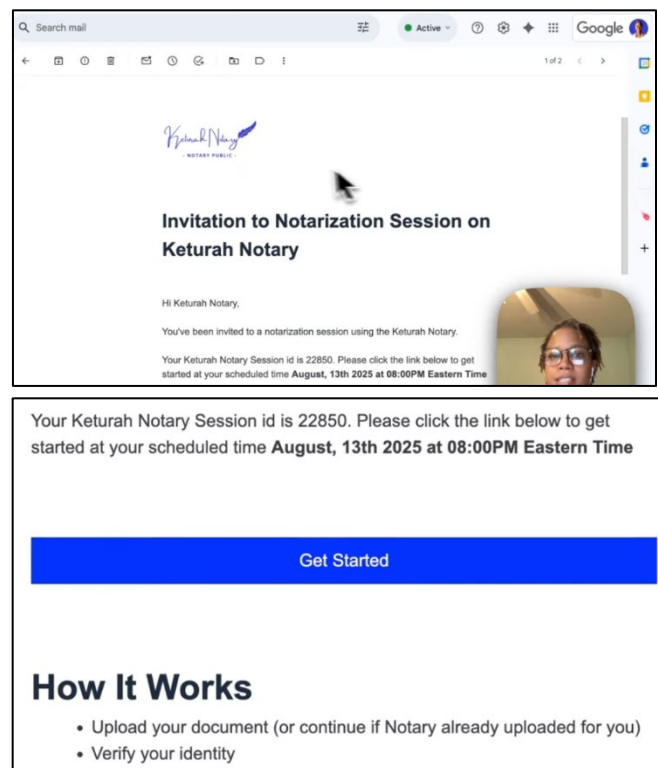 Search mail
Active
Google
1 of 2
Keturah Notary
- NOTARY PUBLIC -
Invitation to Notarization Session on
Keturah Notary
Hi Keturah Notary,
You've been invited to a notarization session using the Keturah Notary.
Your Keturah Notary Session id is 22850. Please click the link below to get
started at your scheduled time August, 13th 2025 at 08:00PM Eastern Time
Your Keturah Notary Session id is 22850. Please click the link below to get
started at your scheduled time August, 13th 2025 at 08:00PM Eastern Time
Get Started
How It Works
• Upload your document (or continue if Notary already uploaded for you)
• Verify your identity